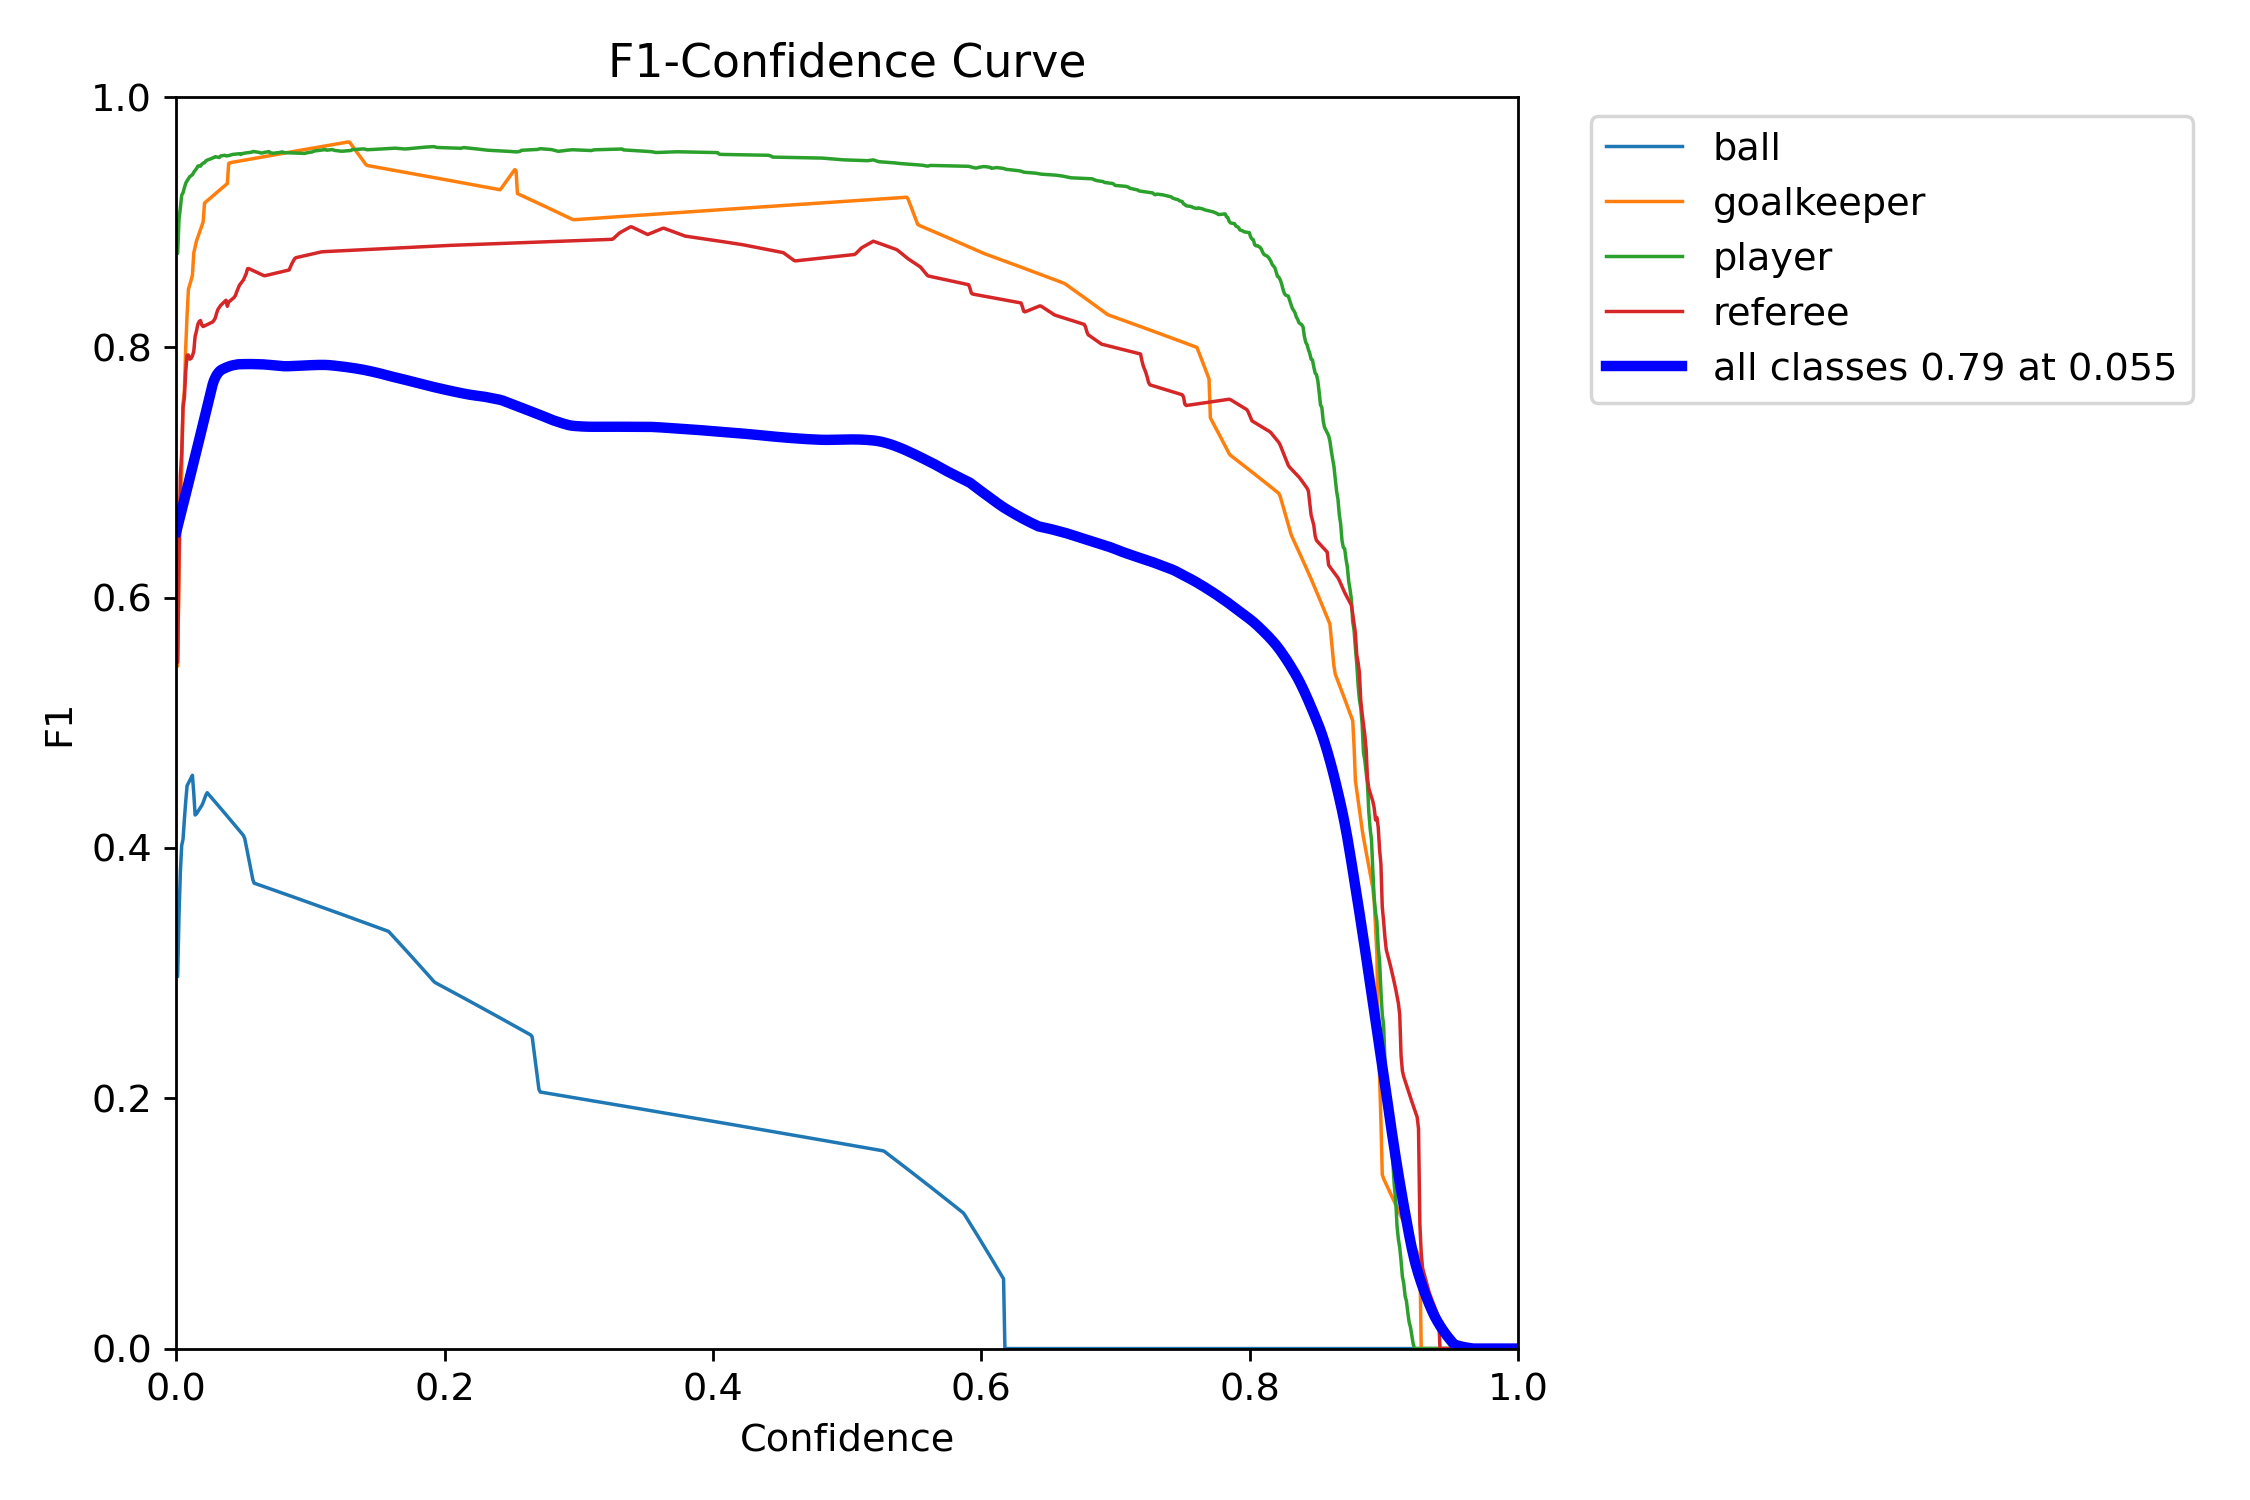 F1-Confidence Curve
1.0
0.8
0.6
0.4
0.2
0.0
F1
0.0 0.2 0.4 0.6 0.8 1.0
Confidence
ball
goalkeeper
player
referee
all classes 0.79 at 0.055